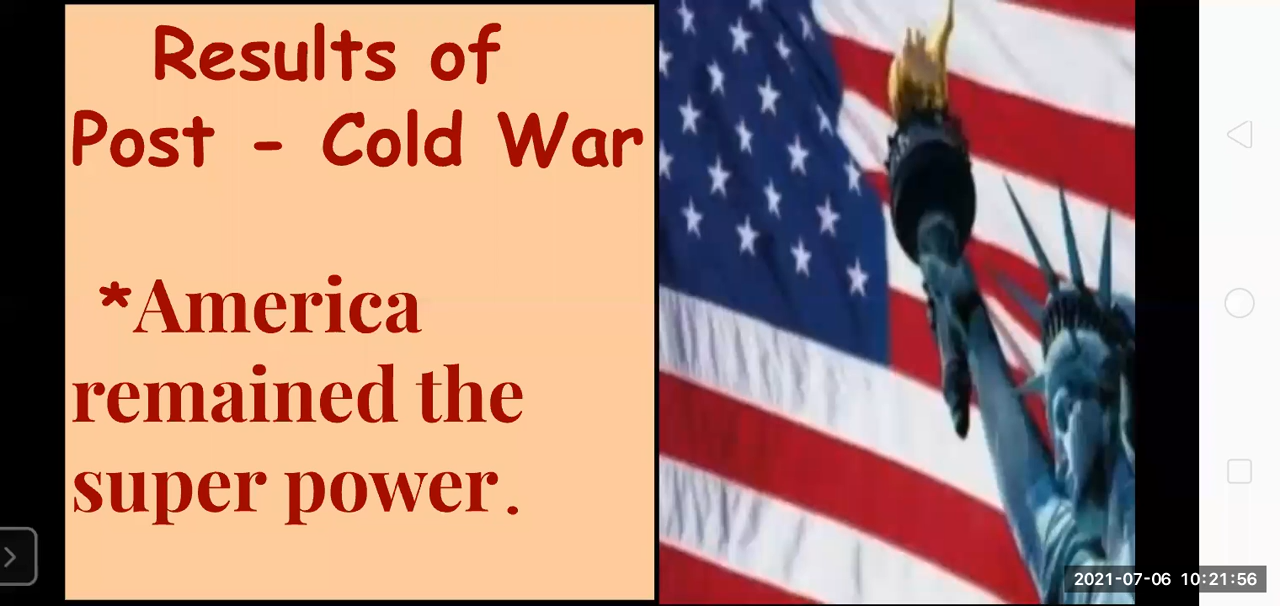 Results of
Post - Cold War
*America
remained the
super power.
2021-07-06 10:21:56